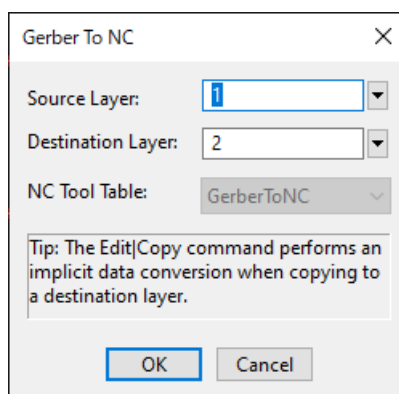 Gerber To NC
Source Layer: 1
Destination Layer: 2
NC Tool Table: GerberToNC
Tip: The Edit|Copy command performs an
implicit data conversion when copying to
a destination layer.
OK Cancel